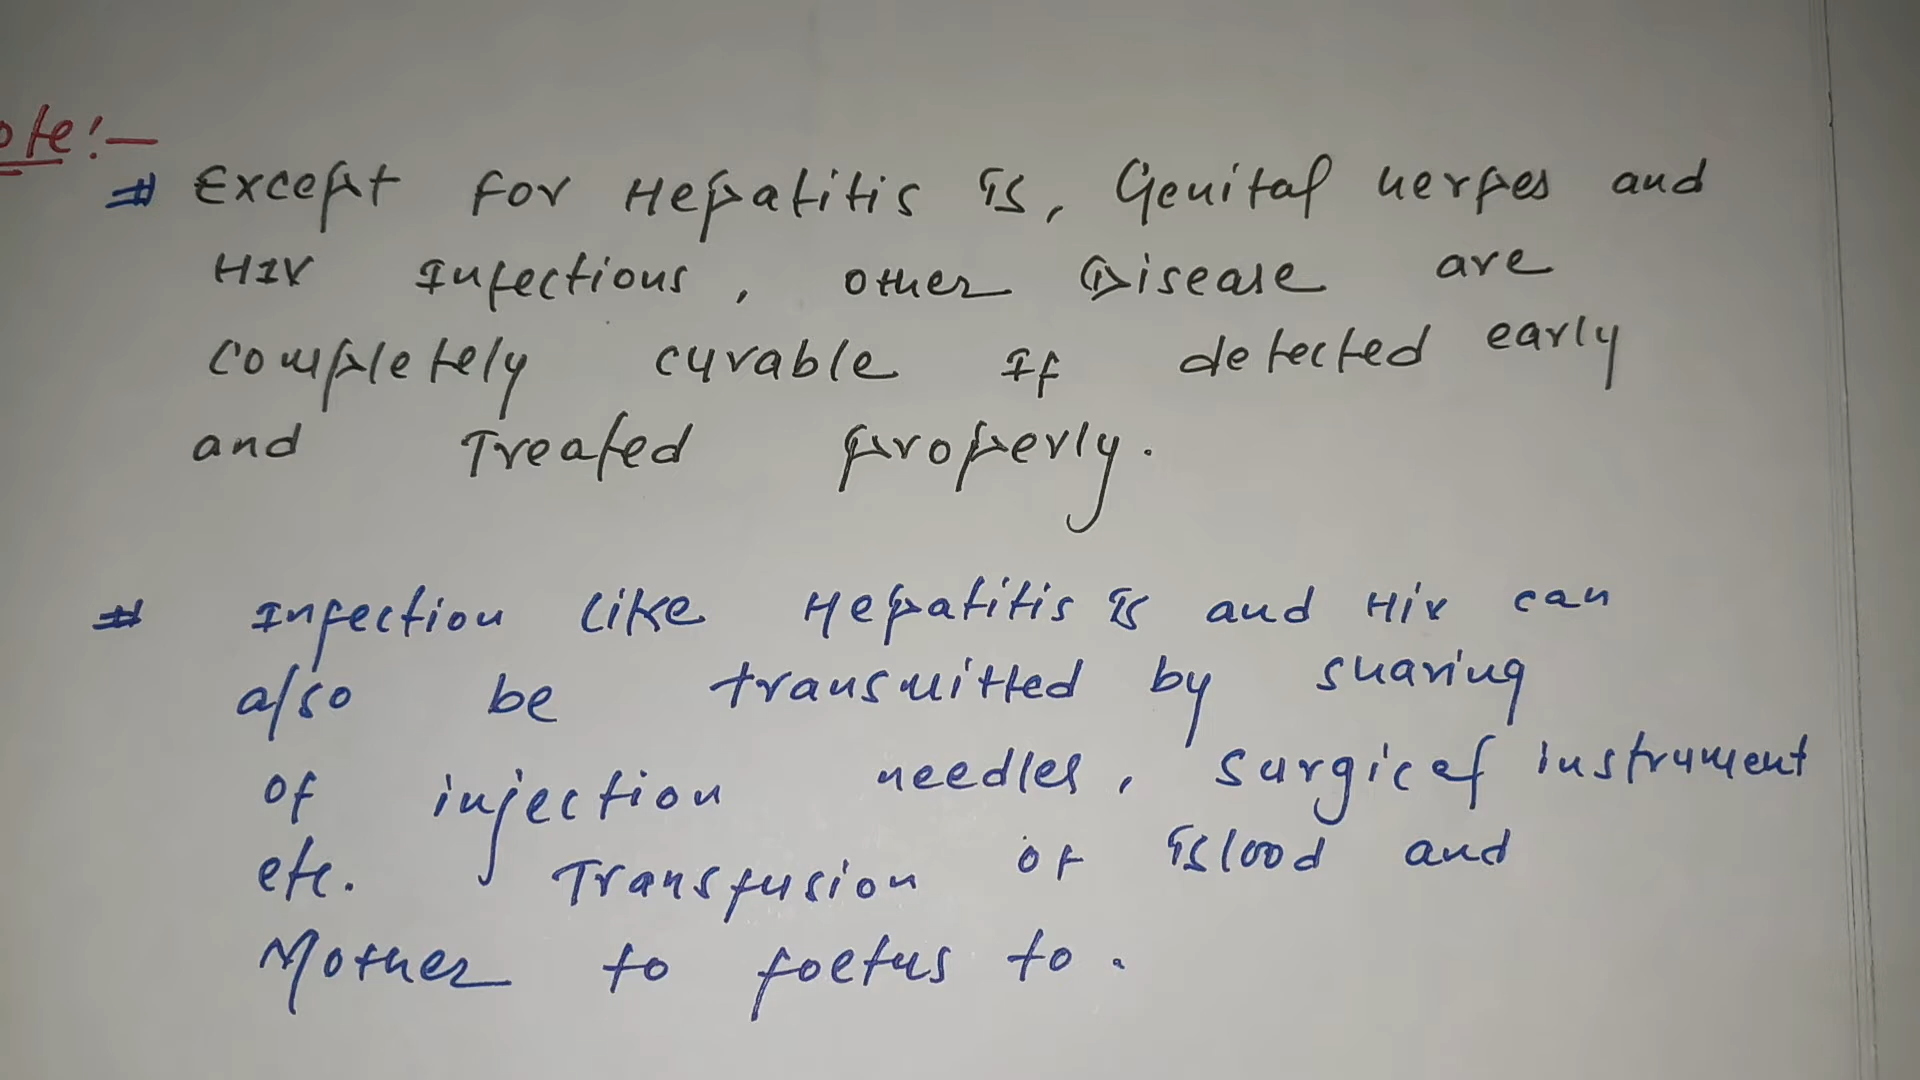 ote:-
# Except for Hepatitis B, Genital herpes and
HIV Infections, other Disease are
completely curable If detected early
and Treated properly.
# Infection like Hepatitis B and HiV can
also be transmitted by sharing
of injection needles, surgical instrument
etc. Transfusion of Blood and
Mother to foetus to.